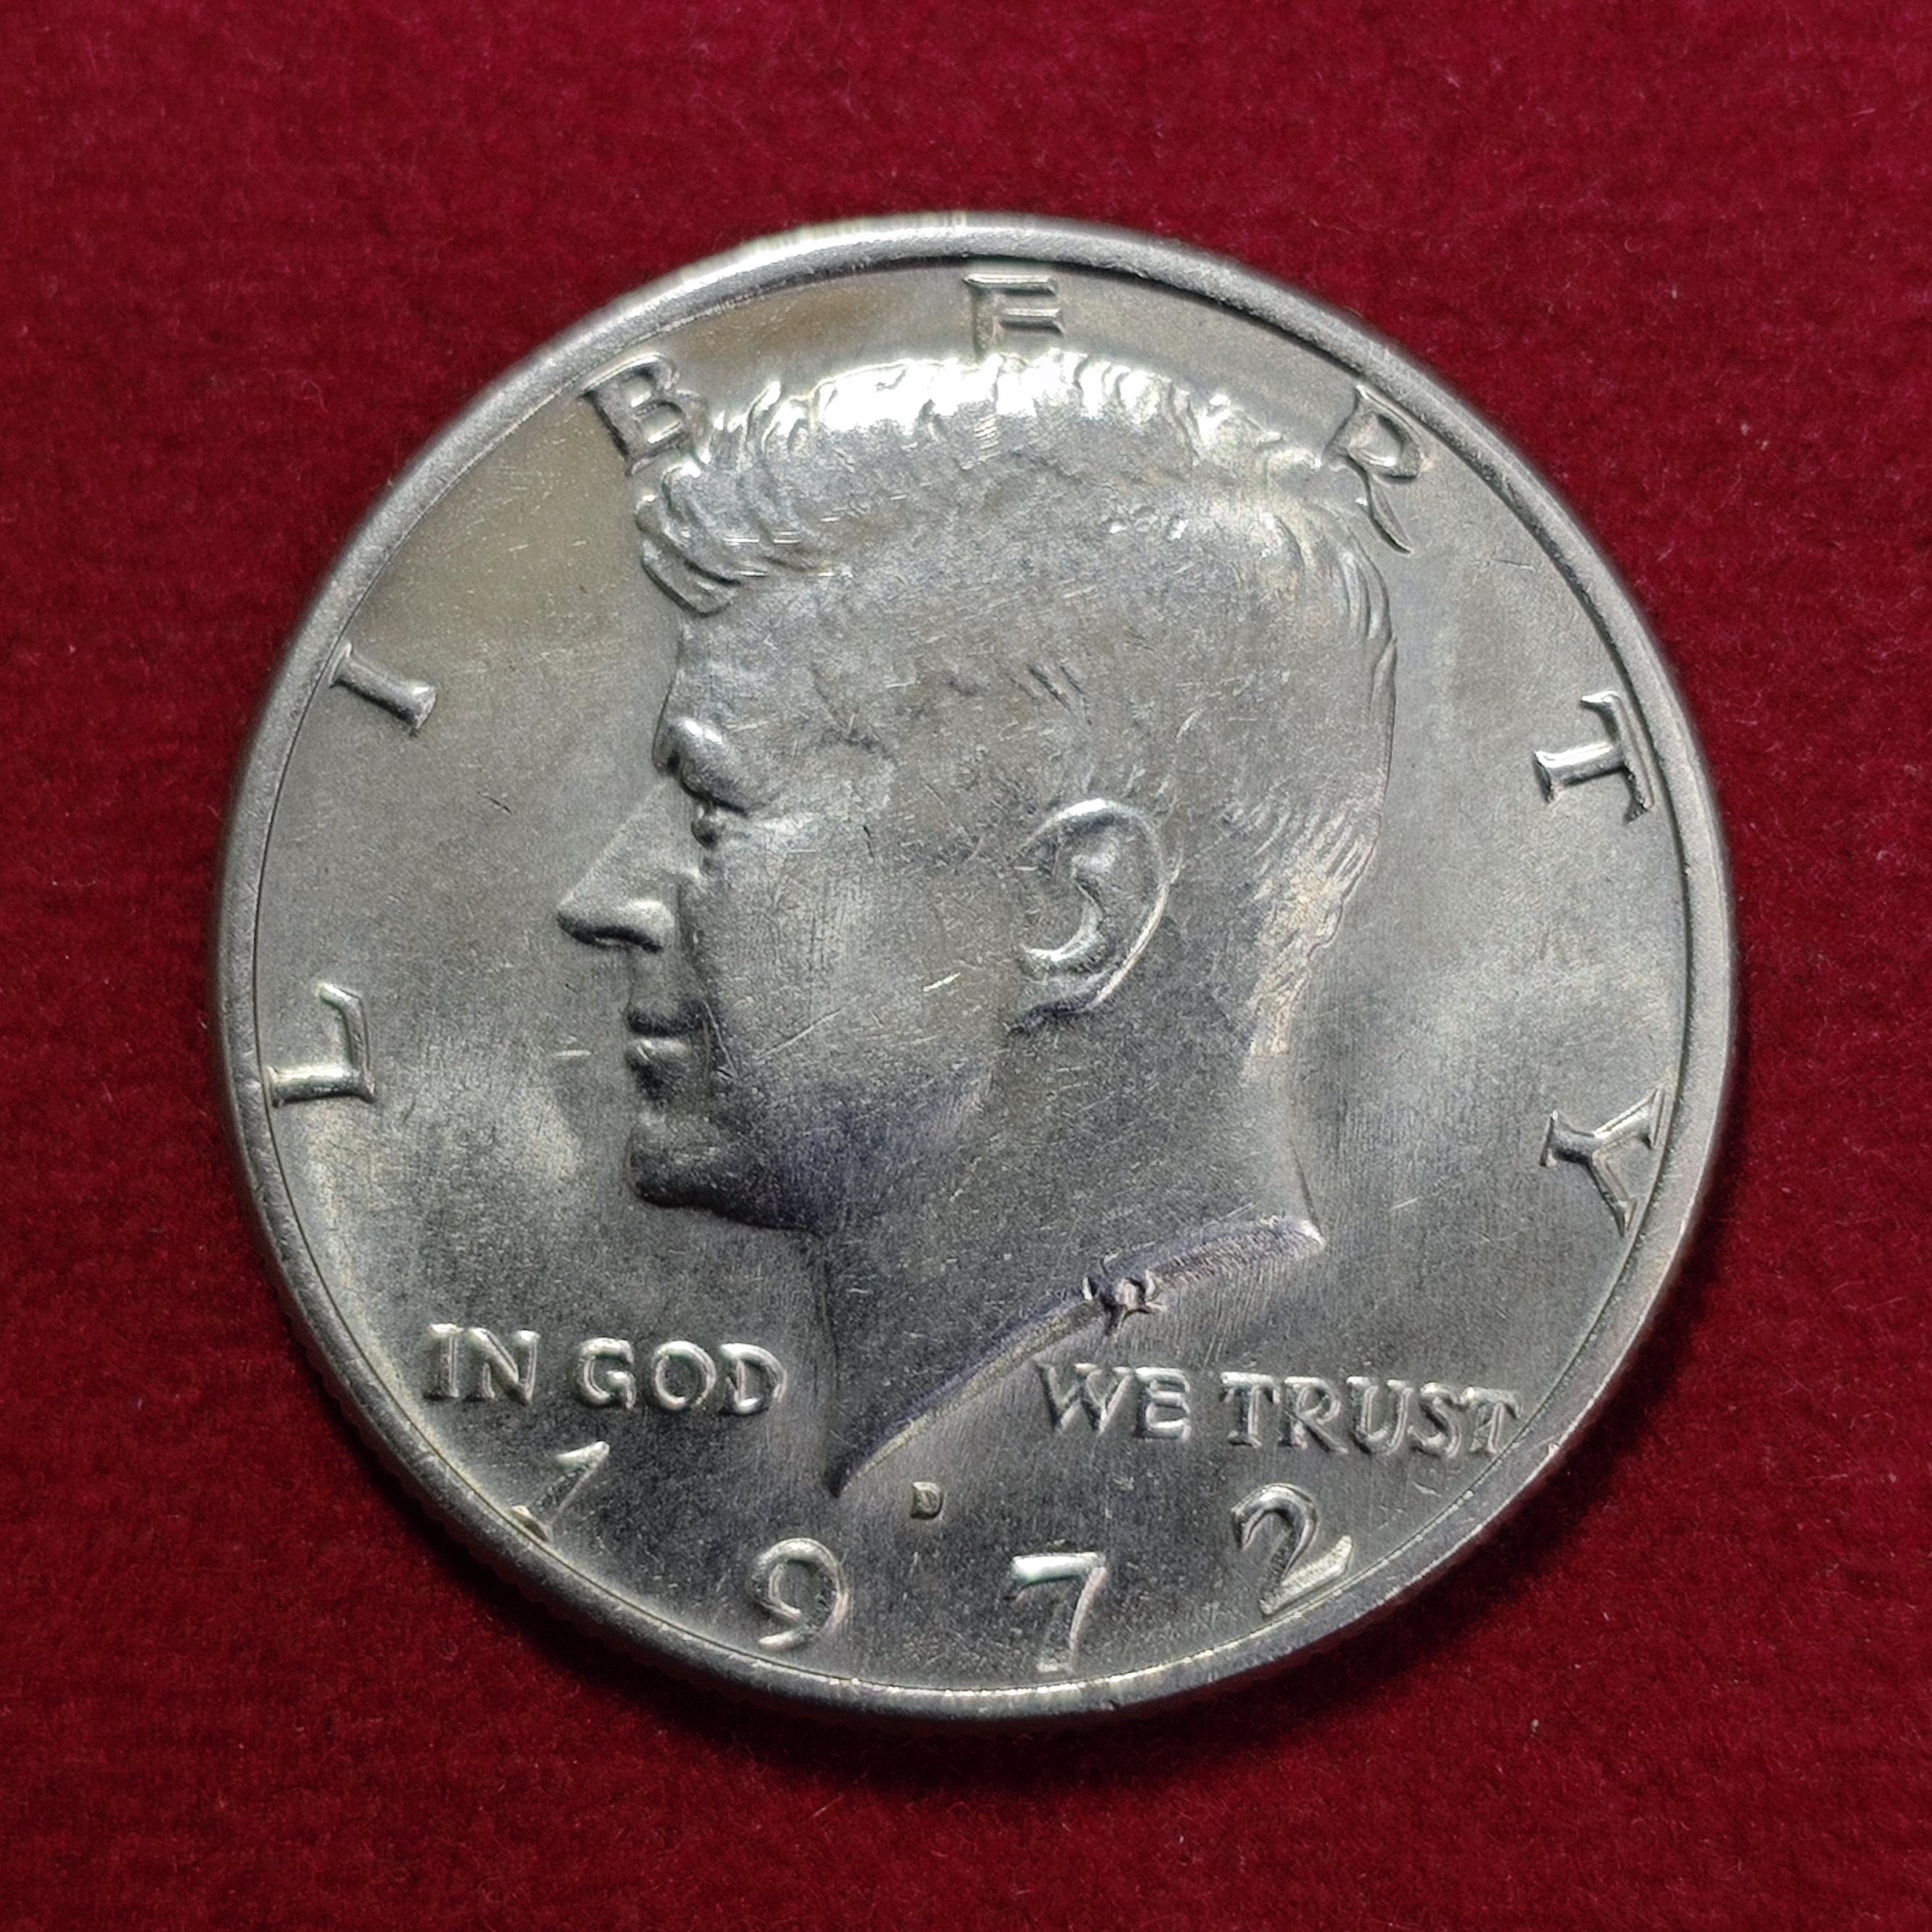 LIBERTY
IN GOD WE TRUST
D
1972